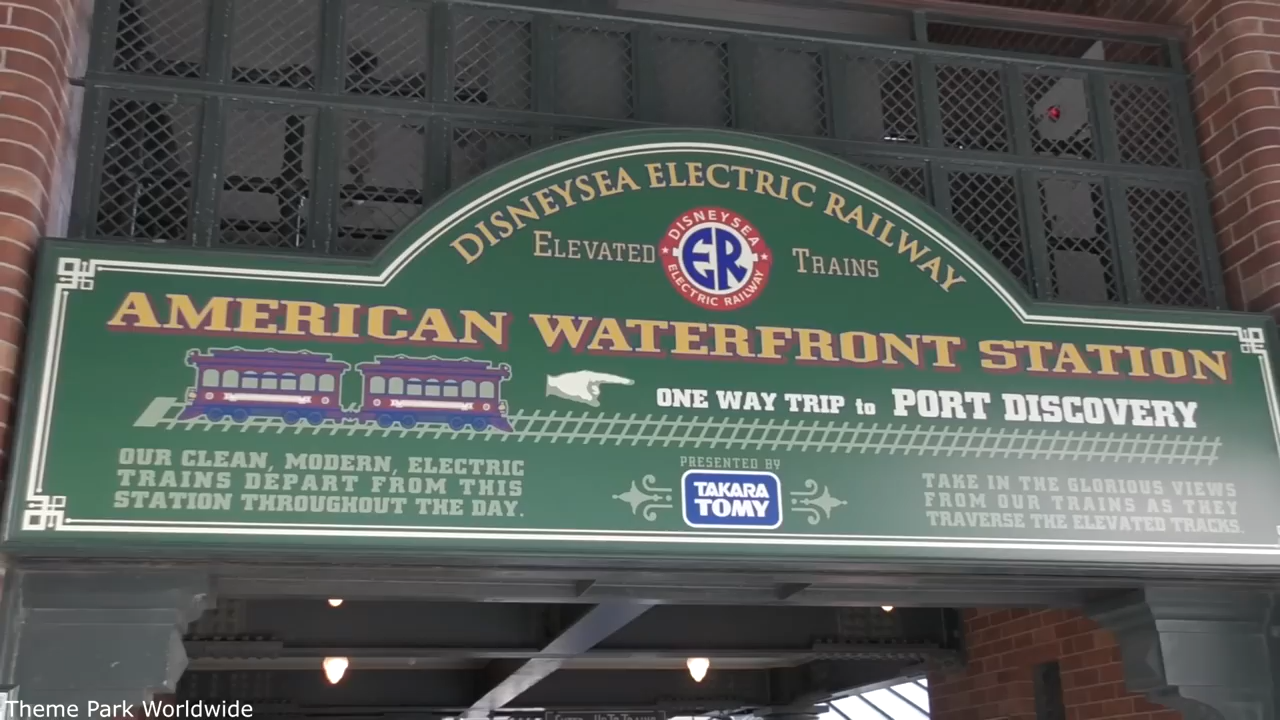 DISNEYSEA ELECTRIC RAILWAY
ELEVATED
DISNEYSEA
ER
ELECTRIC RAILWAY
TRAINS
AMERICAN WATERFRONT STATION
ONE WAY TRIP to PORT DISCOVERY
OUR CLEAN, MODERN, ELECTRIC
TRAINS DEPART FROM THIS
STATION THROUGHOUT THE DAY.
PRESENTED BY
TAKARA
TOMY
TAKE IN THE GLORIOUS VIEWS
FROM OUR TRAINS AS THEY
TRAVERSE THE ELEVATED TRACKS.
Theme Park Worldwide